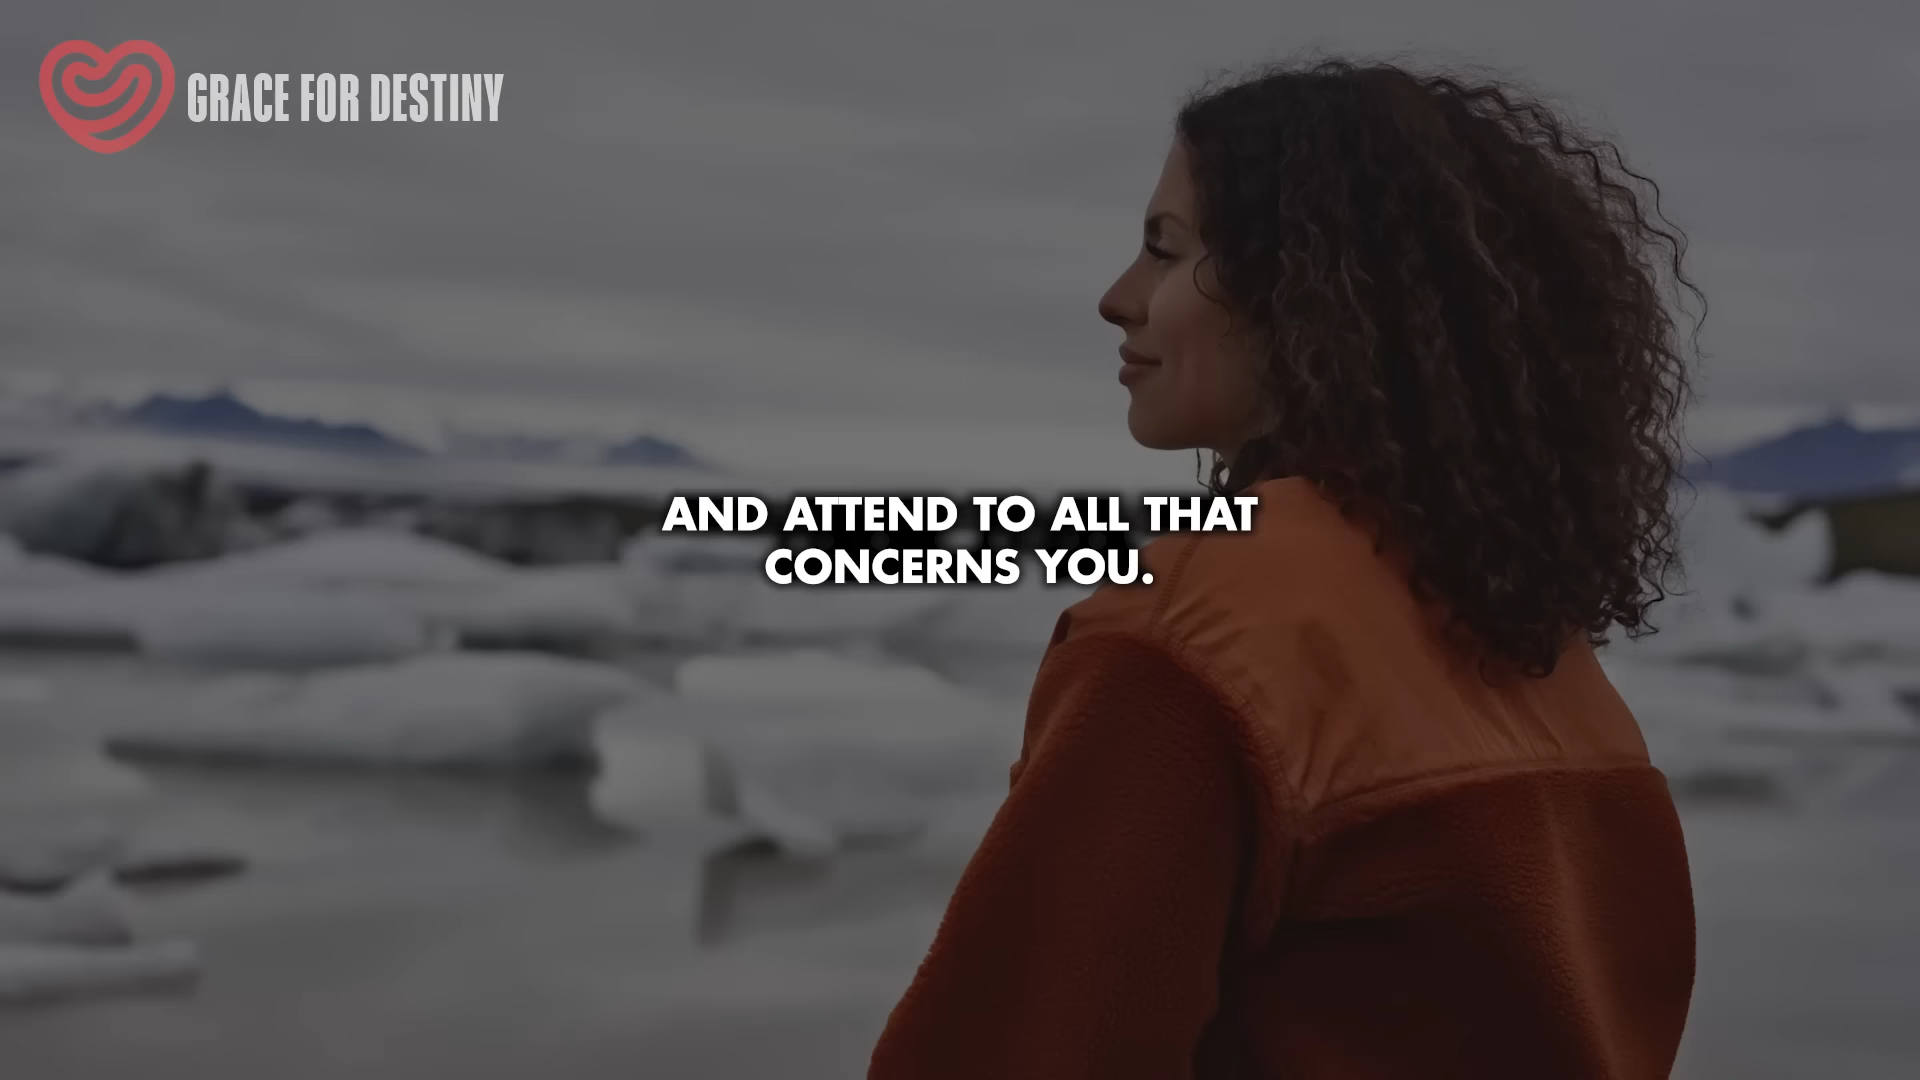 GRACE FOR DESTINY
AND ATTEND TO ALL THAT
CONCERNS YOU.